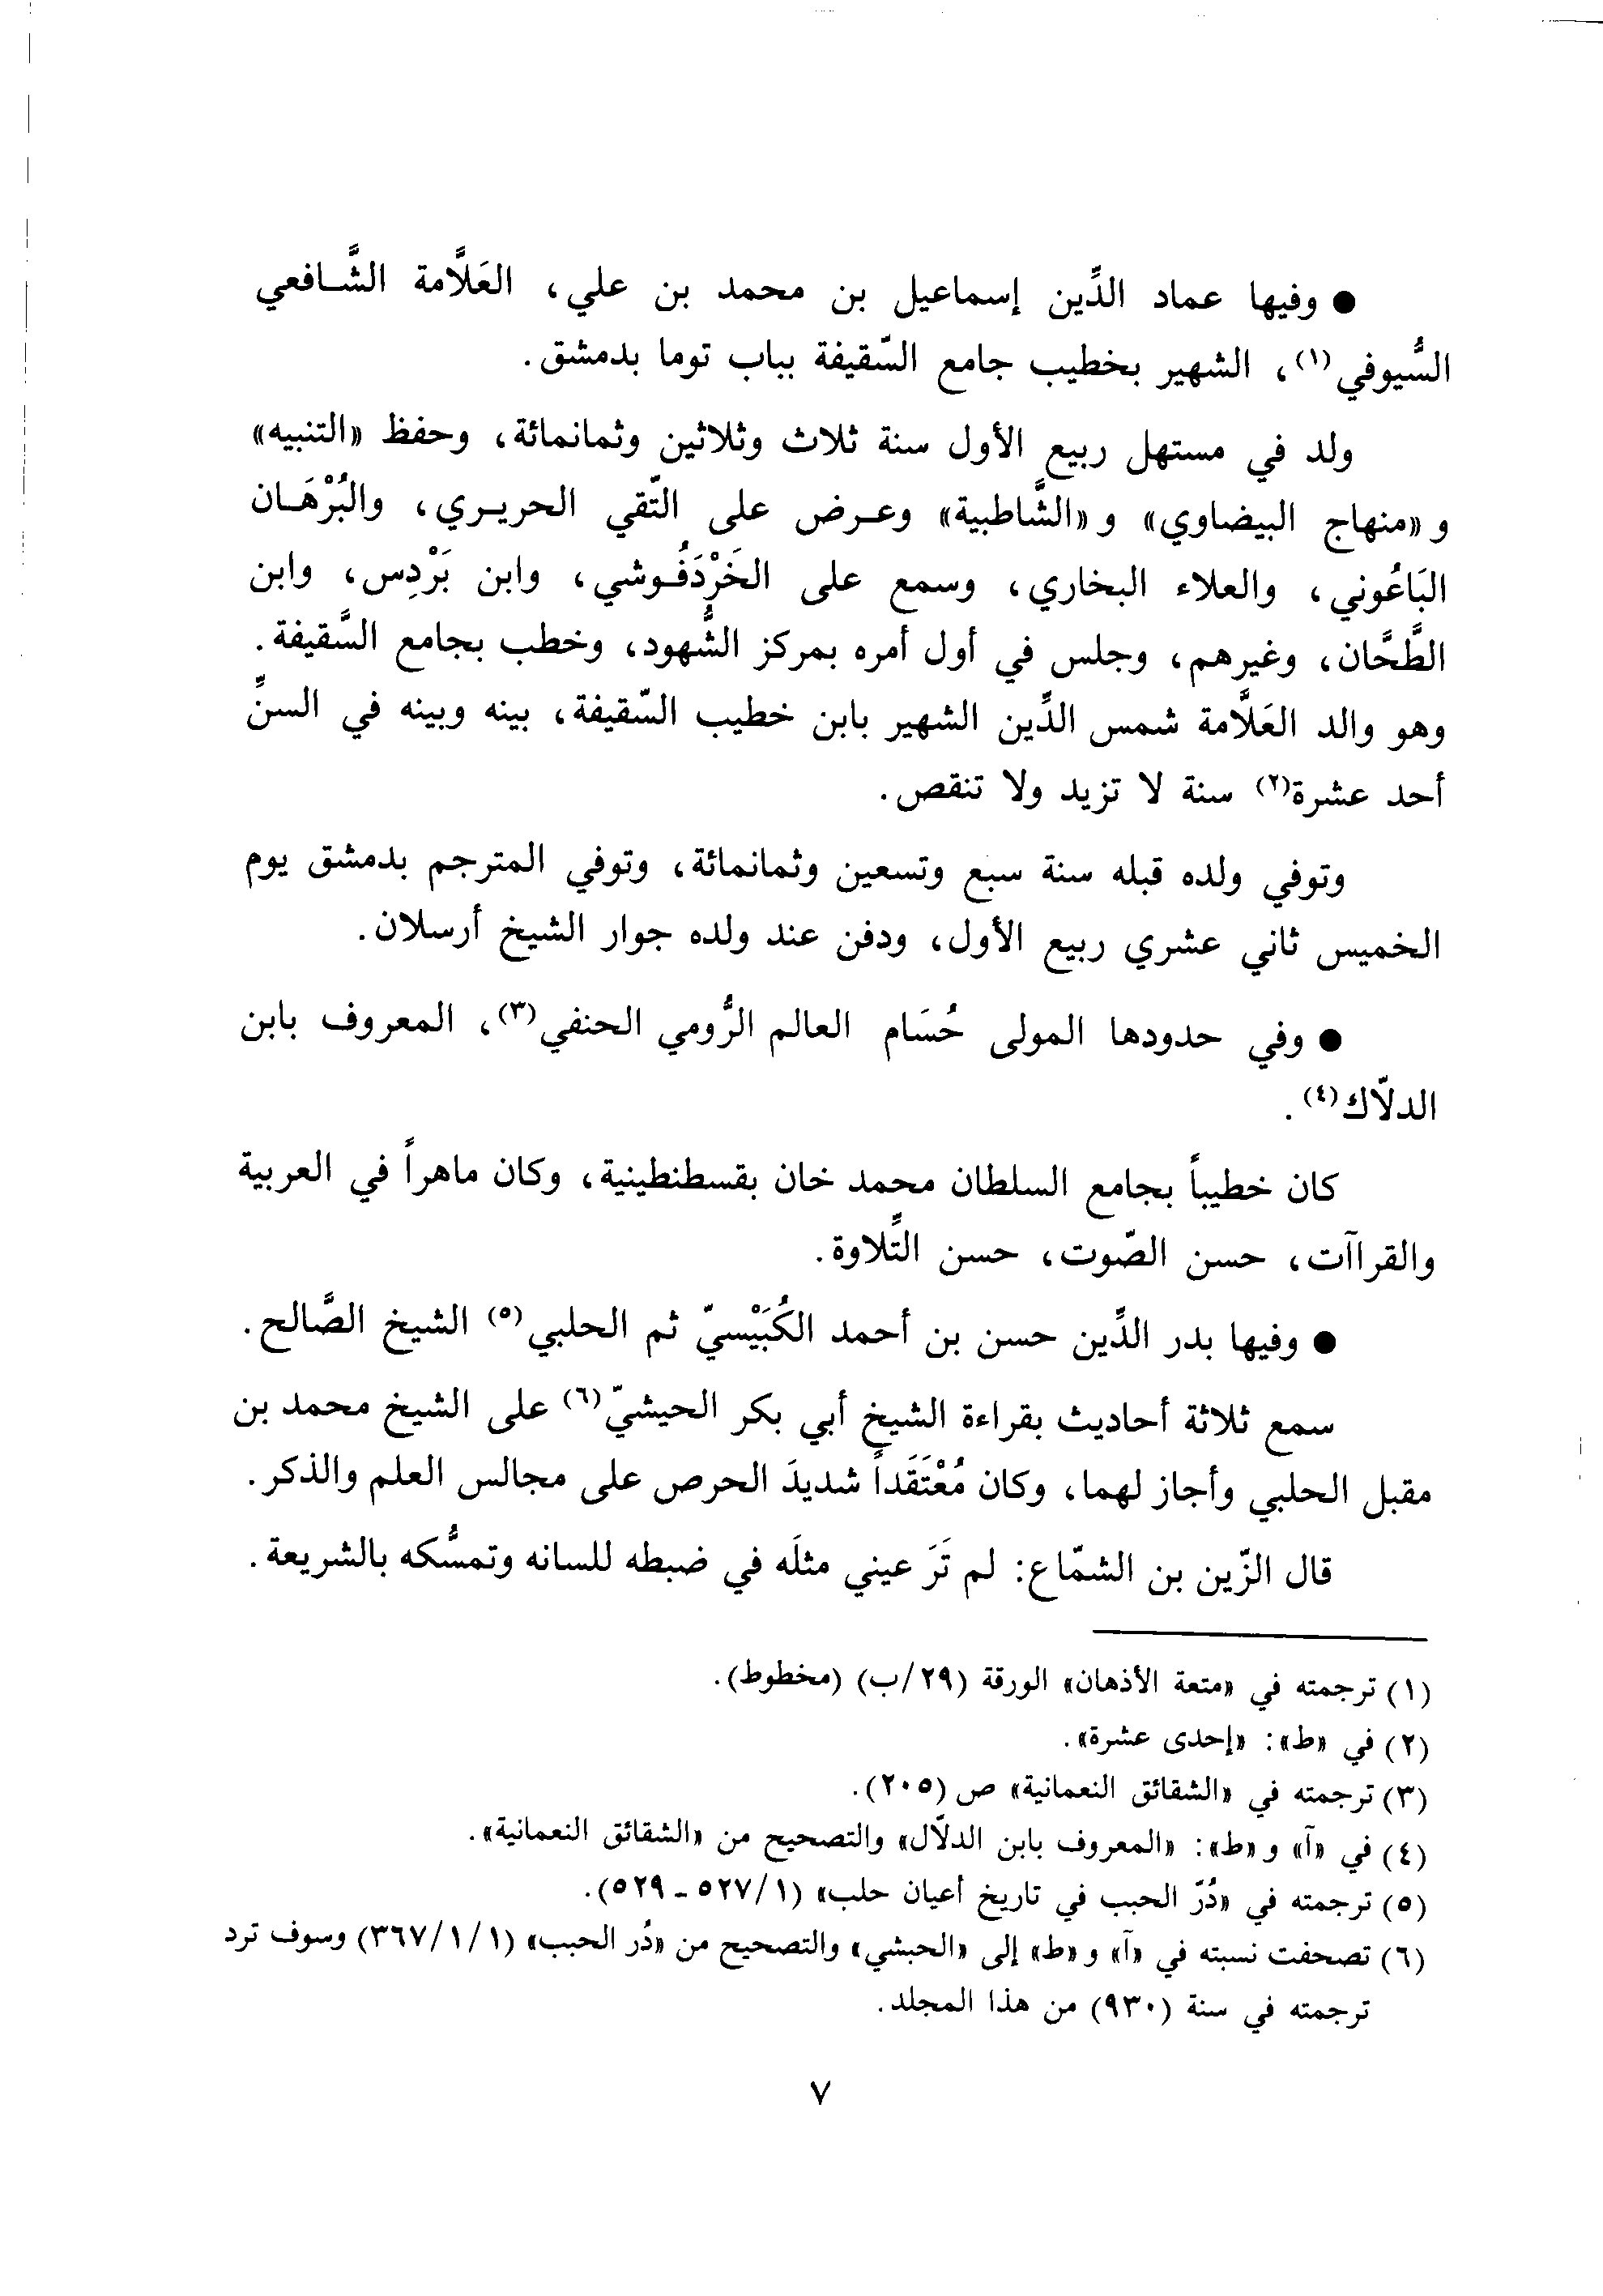 ● وفيها عماد الدِّين إسماعيل بن محمد بن علي، العَلَّامة الشَّافعي
السُّيوفي(١)، الشهير بخطيب جامع السّقيفة بباب توما بدمشق.
ولد في مستهل ربيع الأول سنة ثلاث وثلاثين وثمانمائة، وحفظ «التنبيه»
و «منهاج البيضاوي» و «الشَّاطبية» وعرض على التّقي الحريري، والبُرْهَان
البَاعُوني، والعلاء البخاري، وسمع على الخَرْدَفُوشي، وابن بَرْدِس، وابن
الطَّحَّان، وغيرهم، وجلس في أول أمره بمركز الشُّهود، وخطب بجامع السَّقيفة.
وهو والد العَلَّامة شمس الدِّين الشهير بابن خطيب السّقيفة، بينه وبينه في السنِّ
أحد عشرة(٢) سنة لا تزيد ولا تنقص.
وتوفي ولده قبله سنة سبع وتسعين وثمانمائة، وتوفي المترجم بدمشق يوم
الخميس ثاني عشري ربيع الأول، ودفن عند ولده جوار الشيخ أرسلان.
● وفي حدودها المولى حُسَام العالم الرُّومي الحنفي(٣)، المعروف بابن
الدلّاك(٤).
كان خطيباً بجامع السلطان محمد خان بقسطنطينية، وكان ماهراً في العربية
والقراآت، حسن الصّوت، حسن التِّلاوة.
● وفيها بدر الدِّين حسن بن أحمد الكُبَيْسيّ ثم الحلبي(٥) الشيخ الصَّالح.
سمع ثلاثة أحاديث بقراءة الشيخ أبي بكر الحيشيّ(٦) على الشيخ محمد بن
مقبل الحلبي وأجاز لهما، وكان مُعْتَقَداً شديدَ الحرص على مجالس العلم والذكر.
قال الزّين بن الشمّاع: لم تَرَ عيني مثلَه في ضبطه للسانه وتمسُّكه بالشريعة.
(١) ترجمته في «متعة الأذهان» الورقة (٢٩/ب) (مخطوط).
(٢) في «ط»: «إحدى عشرة».
(٣) ترجمته في «الشقائق النعمانية» ص (٢٠٥).
(٤) في «آ» و «ط»: «المعروف بابن الدلّال» والتصحيح من «الشقائق النعمانية».
(٥) ترجمته في «دُرّ الحبب في تاريخ أعيان حلب» (١/٥٢٧ - ٥٢٩).
(٦) تصحفت نسبته في «آ» و «ط» إلى «الحبشي» والتصحيح من «دُر الحبب» (١/١/٣٦٧) وسوف ترد
ترجمته في سنة (٩٣٠) من هذا المجلد.
٧